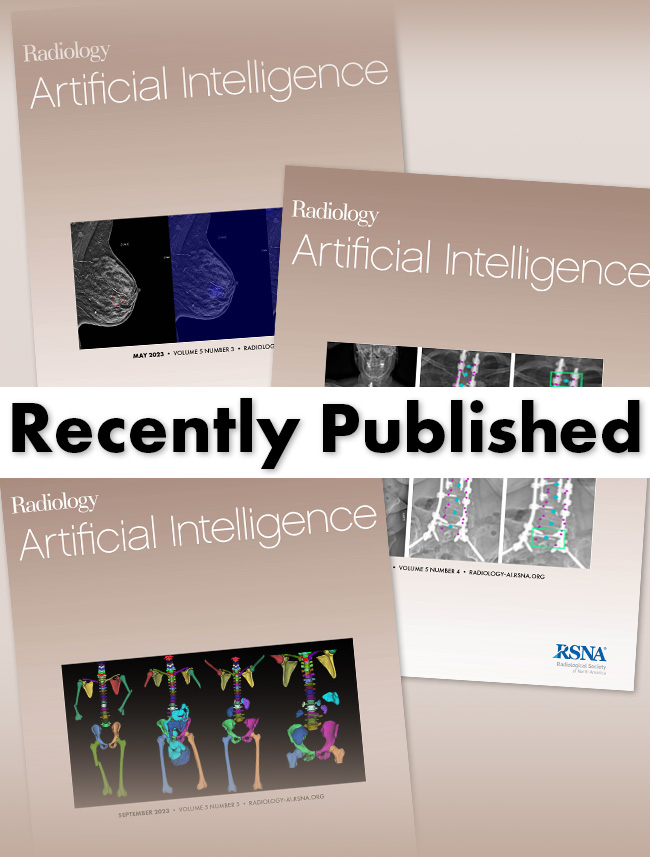 Radiology
Artificial Intelligence
MAY 2023 • VOLUME 5 NUMBER 3 • RADIOLOG
Radiology
Artificial Intelligence
Recently Published
Radiology
Artificial Intelligence
• VOLUME 5 NUMBER 4 • RADIOLOGY-AI.RSNA.ORG
RSNA
Radiological Society
of North America
SEPTEMBER 2023 • VOLUME 5 NUMBER 5 • RADIOLOGY-AI.RSNA.ORG